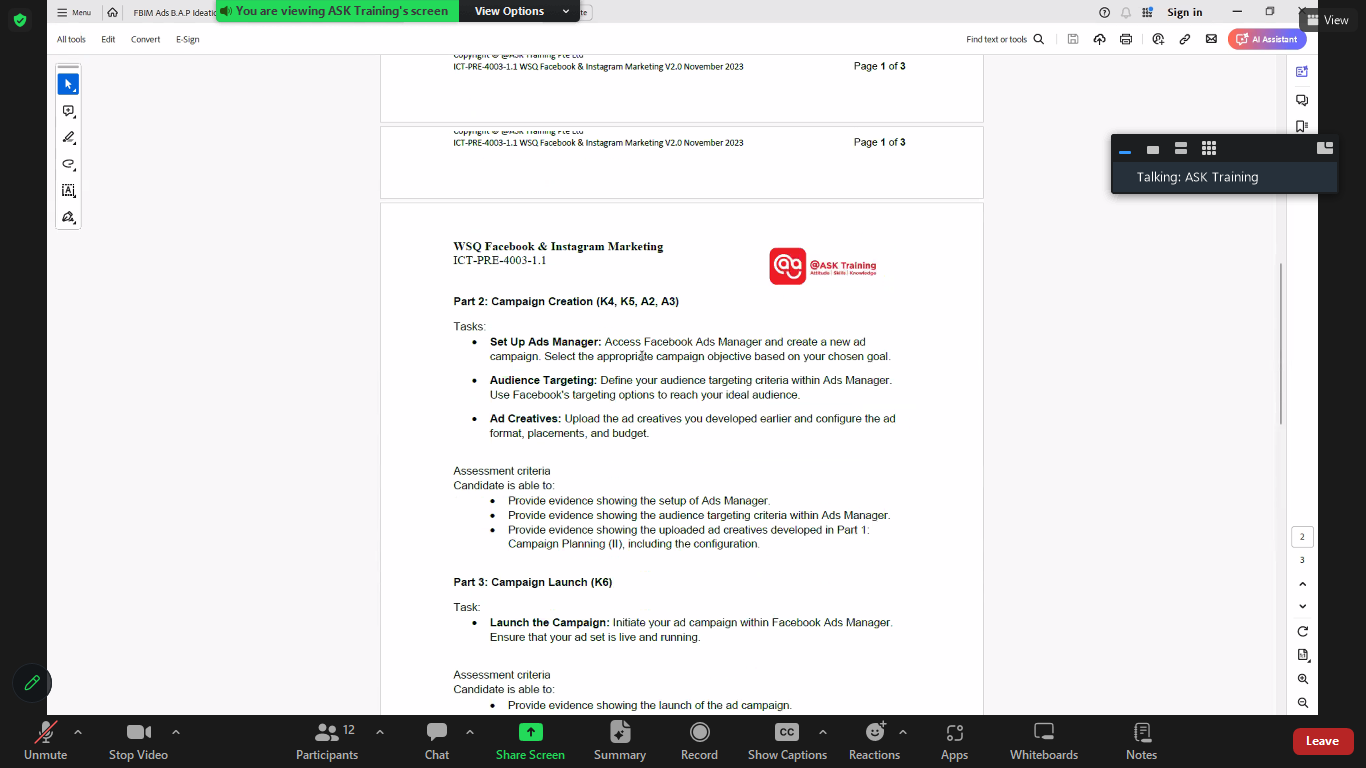 Menu
FBIM Ads B.A.P Ideatio
You are viewing ASK Training's screen
View Options
te
Sign in
View
All tools
Edit
Convert
E-Sign
Find text or tools
AI Assistant
Copyright © @ASK Training Pte Ltd
ICT-PRE-4003-1.1 WSQ Facebook & Instagram Marketing V2.0 November 2023
Page 1 of 3
Copyright © @ASK Training Pte Ltd
ICT-PRE-4003-1.1 WSQ Facebook & Instagram Marketing V2.0 November 2023
Page 1 of 3
Talking: ASK Training
WSQ Facebook & Instagram Marketing
ICT-PRE-4003-1.1
@ASK Training
Attitude | Skills | Knowledge
Part 2: Campaign Creation (K4, K5, A2, A3)
Tasks:
• Set Up Ads Manager: Access Facebook Ads Manager and create a new ad
campaign. Select the appropriate campaign objective based on your chosen goal.
• Audience Targeting: Define your audience targeting criteria within Ads Manager.
Use Facebook's targeting options to reach your ideal audience.
• Ad Creatives: Upload the ad creatives you developed earlier and configure the ad
format, placements, and budget.
Assessment criteria
Candidate is able to:
• Provide evidence showing the setup of Ads Manager.
• Provide evidence showing the audience targeting criteria within Ads Manager.
• Provide evidence showing the uploaded ad creatives developed in Part 1:
Campaign Planning (II), including the configuration.
Part 3: Campaign Launch (K6)
Task:
• Launch the Campaign: Initiate your ad campaign within Facebook Ads Manager.
Ensure that your ad set is live and running.
Assessment criteria
Candidate is able to:
• Provide evidence showing the launch of the ad campaign.
2
3
Unmute
Stop Video
Participants
12
Chat
Share Screen
Summary
Record
CC
Show Captions
Reactions
Apps
Whiteboards
Notes
Leave